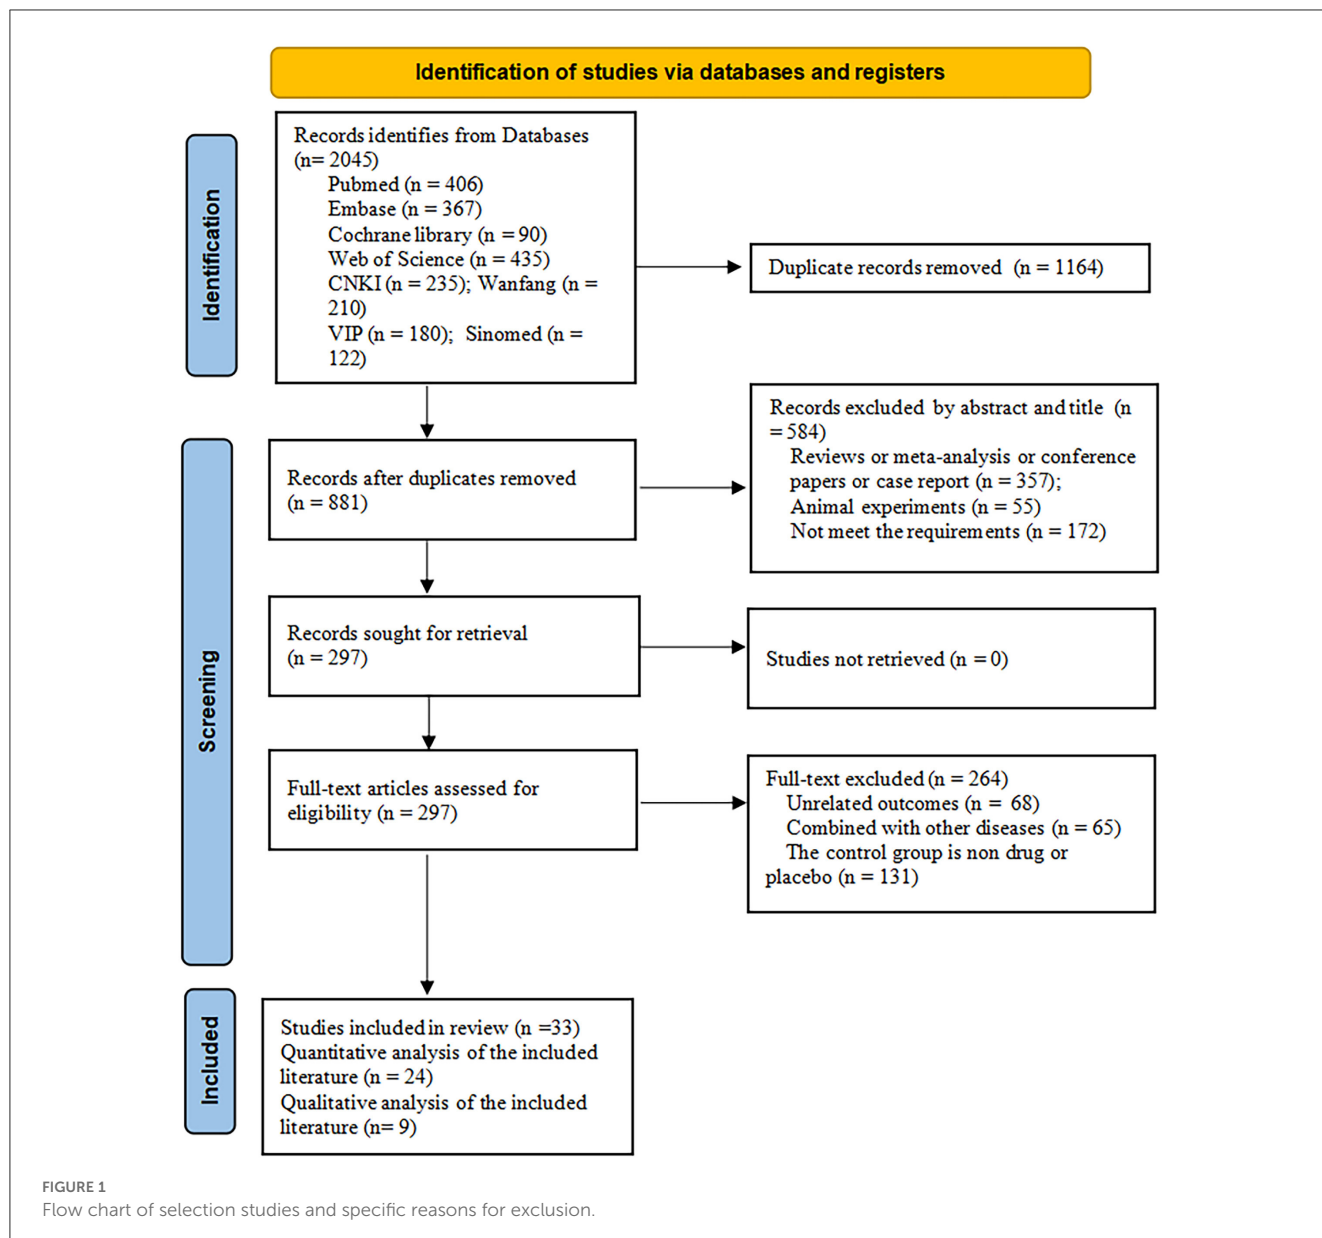 Identification of studies via databases and registers
Identification
Records identifies from Databases
(n= 2045)
Pubmed (n = 406)
Embase (n = 367)
Cochrane library (n = 90)
Web of Science (n = 435)
CNKI (n = 235); Wanfang (n =
210)
VIP (n = 180); Sinomed (n =
122)
Duplicate records removed (n = 1164)
Screening
Records after duplicates removed
(n = 881)
Records excluded by abstract and title (n
= 584)
Reviews or meta-analysis or conference
papers or case report (n = 357);
Animal experiments (n = 55)
Not meet the requirements (n = 172)
Records sought for retrieval
(n = 297)
Studies not retrieved (n = 0)
Full-text articles assessed for
eligibility (n = 297)
Full-text excluded (n = 264)
Unrelated outcomes (n = 68)
Combined with other diseases (n = 65)
The control group is non drug or
placebo (n = 131)
Included
Studies included in review (n =33)
Quantitative analysis of the included
literature (n = 24)
Qualitative analysis of the included
literature (n= 9)
FIGURE 1
Flow chart of selection studies and specific reasons for exclusion.